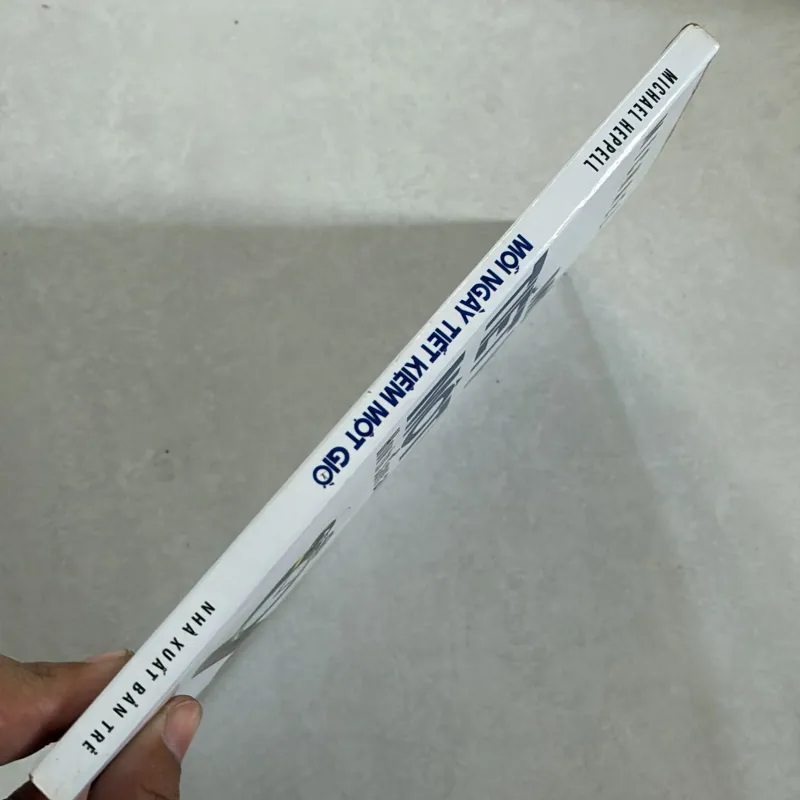 MICHAEL HEPPELL
MỖI NGÀY TIẾT KIỆM MỘT GIỜ
NHÀ XUẤT BẢN TRẺ